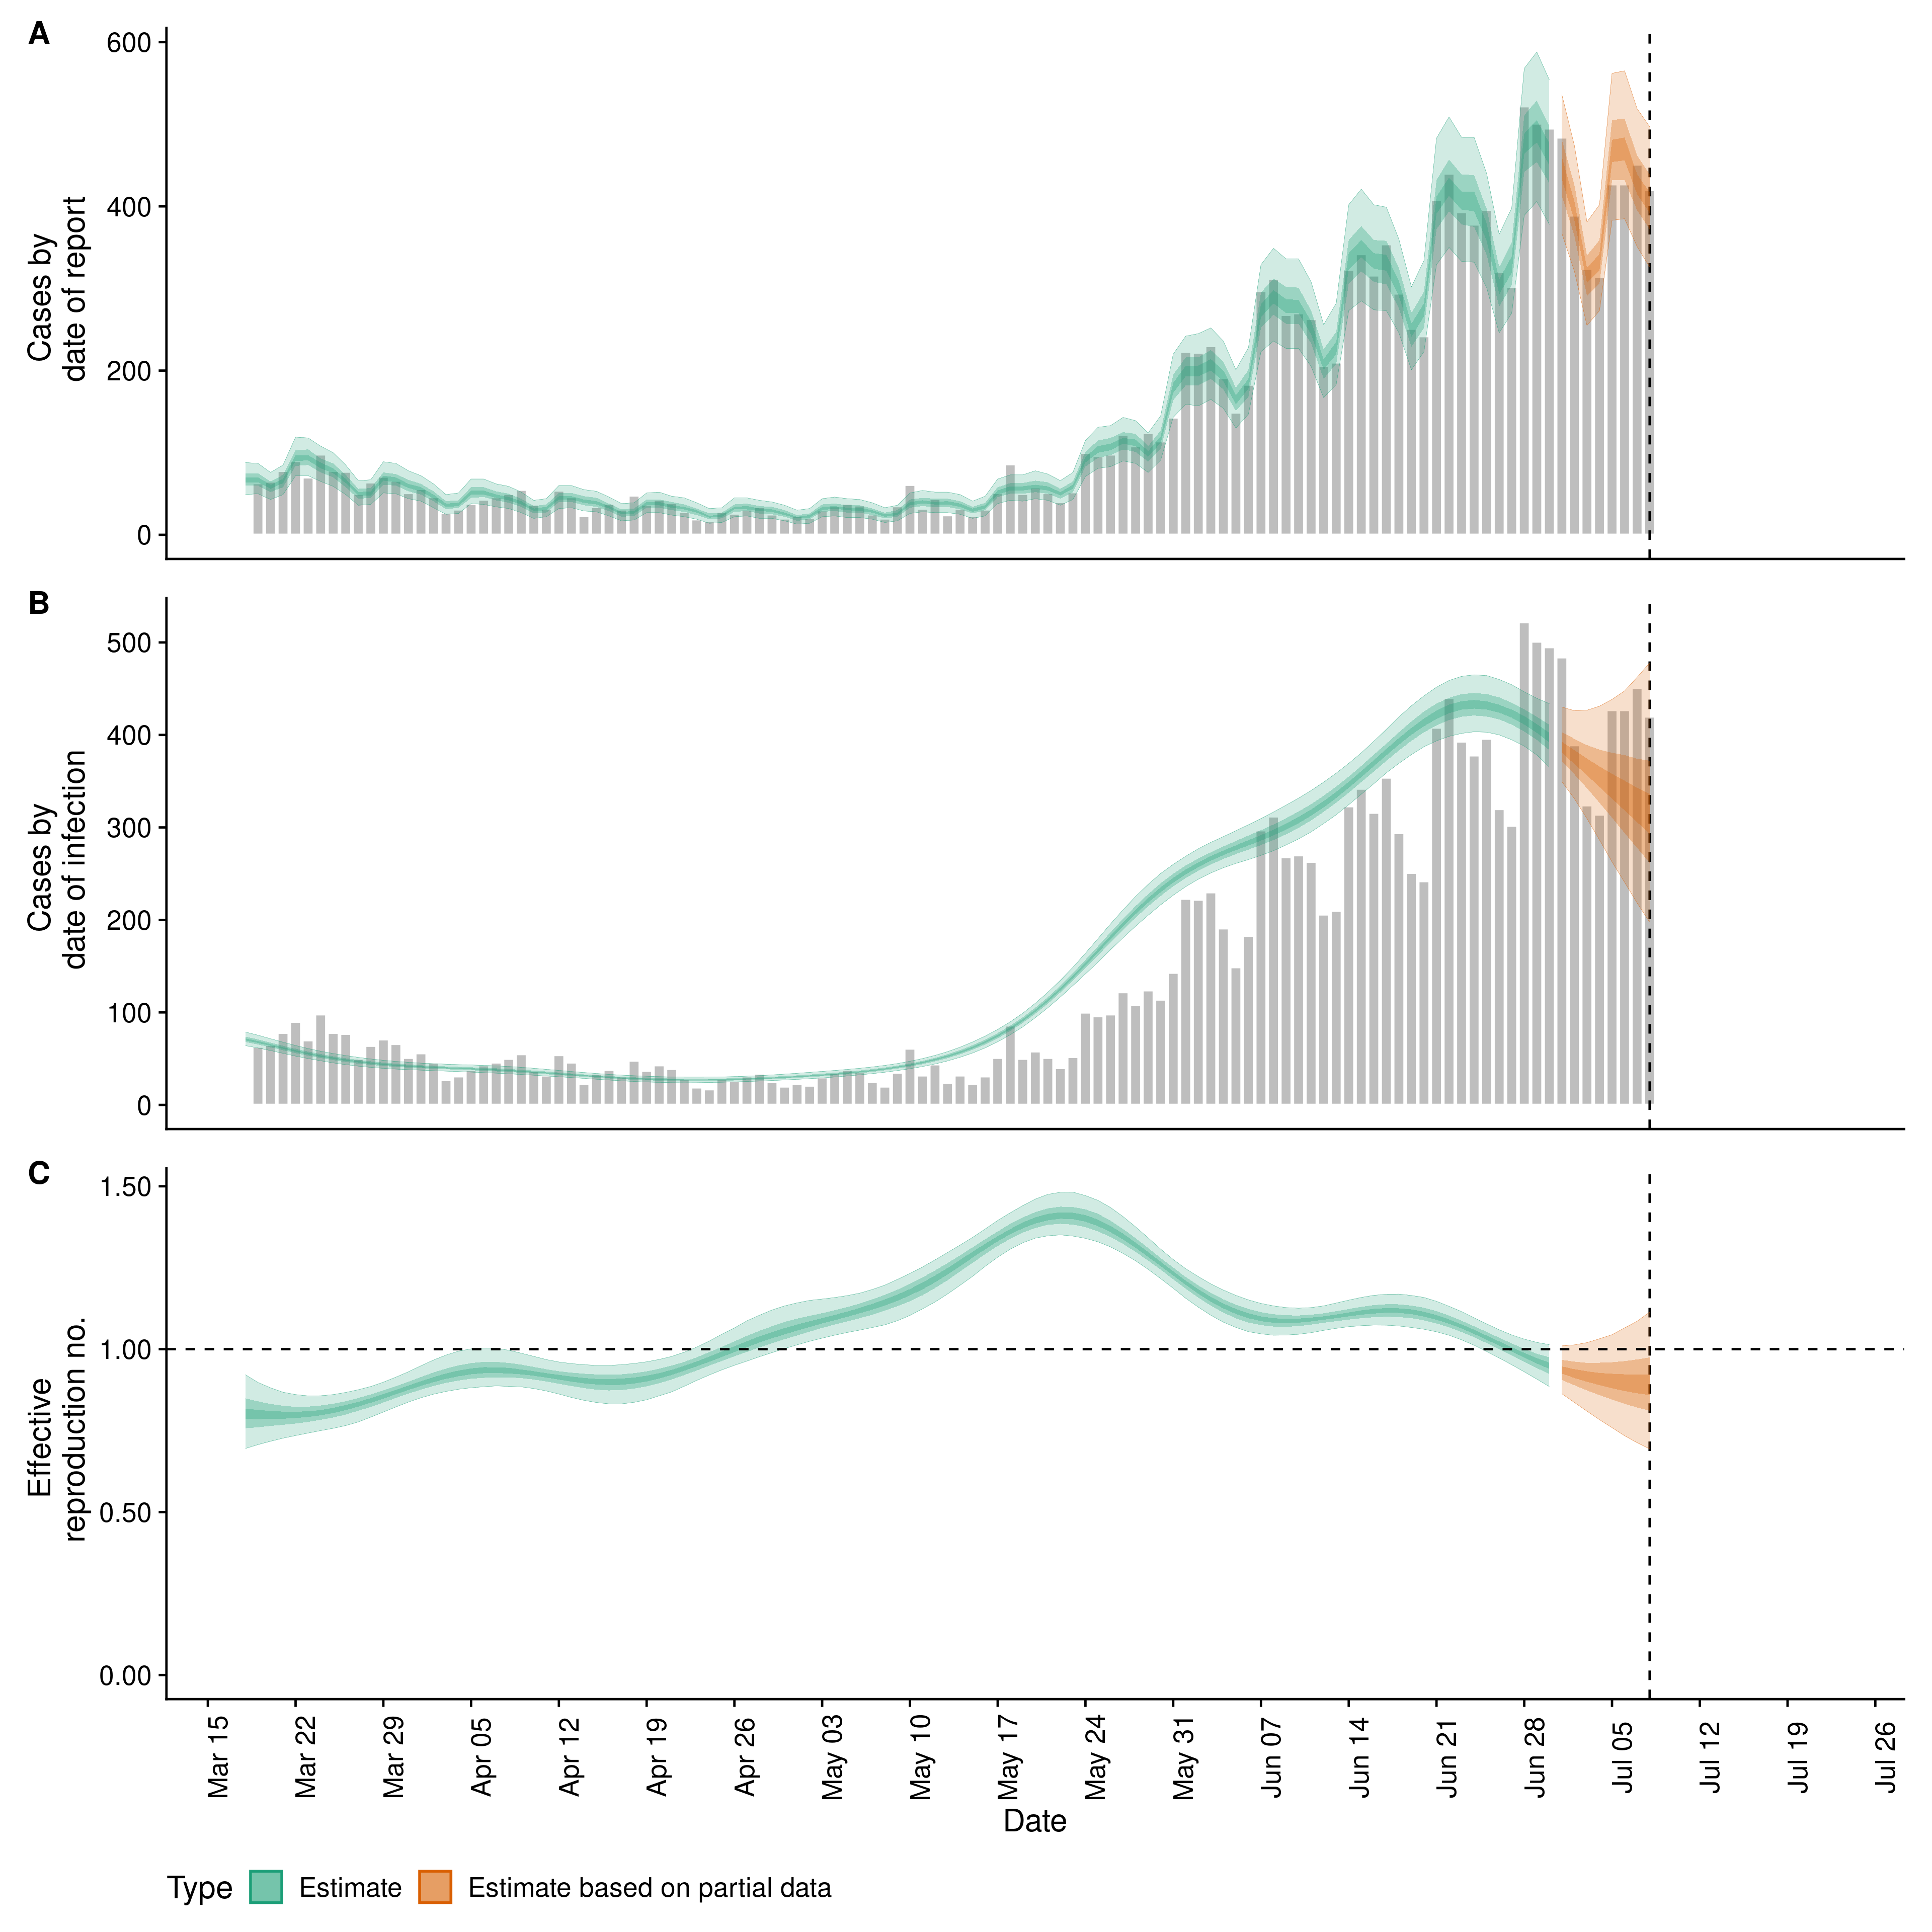 A
600
400
200
0
Cases by
date of report
B
500
400
300
200
100
0
Cases by
date of infection
C
1.50
1.00
0.50
0.00
Effective
reproduction no.
Mar 15
Mar 22
Mar 29
Apr 05
Apr 12
Apr 19
Apr 26
May 03
May 10
May 17
May 24
May 31
Jun 07
Jun 14
Jun 21
Jun 28
Jul 05
Jul 12
Jul 19
Jul 26
Date
Type Estimate Estimate based on partial data